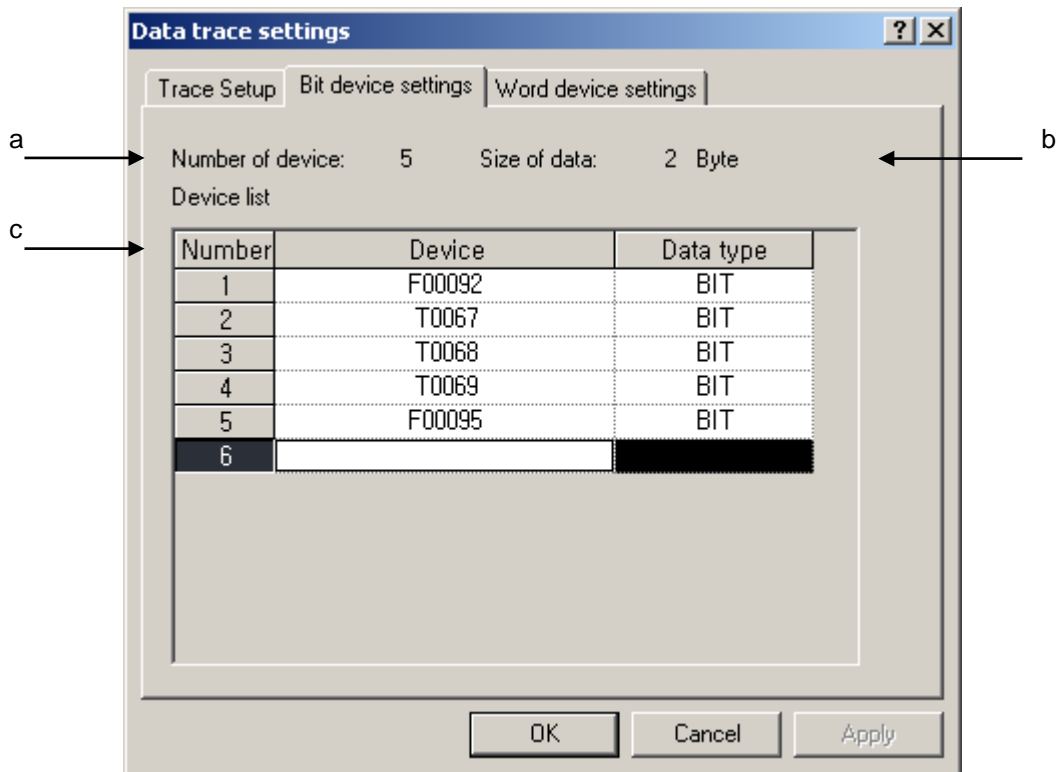 Data trace settings
Trace Setup Bit device settings Word device settings
a Number of device: 5 Size of data: 2 Byte b
Device list
c Number Device Data type
1 F00092 BIT
2 T0067 BIT
3 T0068 BIT
4 T0069 BIT
5 F00095 BIT
6
OK Cancel Apply